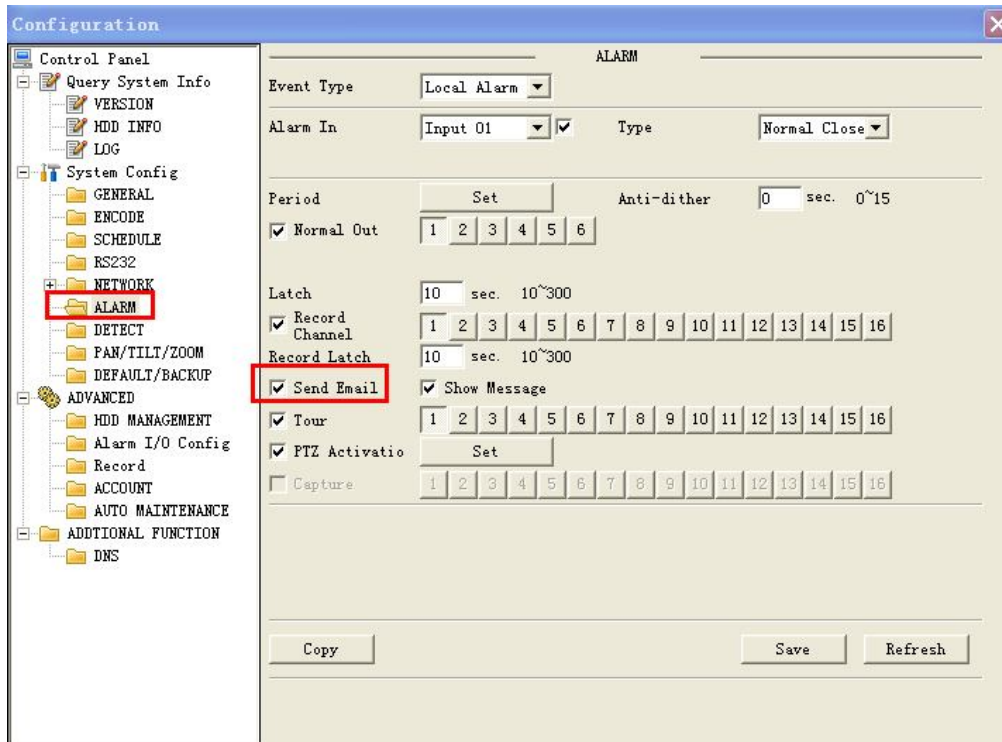 Configuration
Control Panel
Query System Info
VERSION
HDD INFO
LOG
System Config
GENERAL
ENCODE
SCHEDULE
RS232
NETWORK
ALARM
DETECT
PAN/TILT/ZOOM
DEFAULT/BACKUP
ADVANCED
HDD MANAGEMENT
Alarm I/O Config
Record
ACCOUNT
AUTO MAINTENANCE
ADDTIONAL FUNCTION
DNS
ALARM
Event Type Local Alarm
Alarm In Input 01 Type Normal Close
Period Set Anti-dither 0 sec. 0~15
Normal Out 1 2 3 4 5 6
Latch 10 sec. 10~300
Record Channel 1 2 3 4 5 6 7 8 9 10 11 12 13 14 15 16
Record Latch 10 sec. 10~300
Send Email Show Message
Tour 1 2 3 4 5 6 7 8 9 10 11 12 13 14 15 16
PTZ Activatio Set
Capture 1 2 3 4 5 6 7 8 9 10 11 12 13 14 15 16
Copy Save Refresh